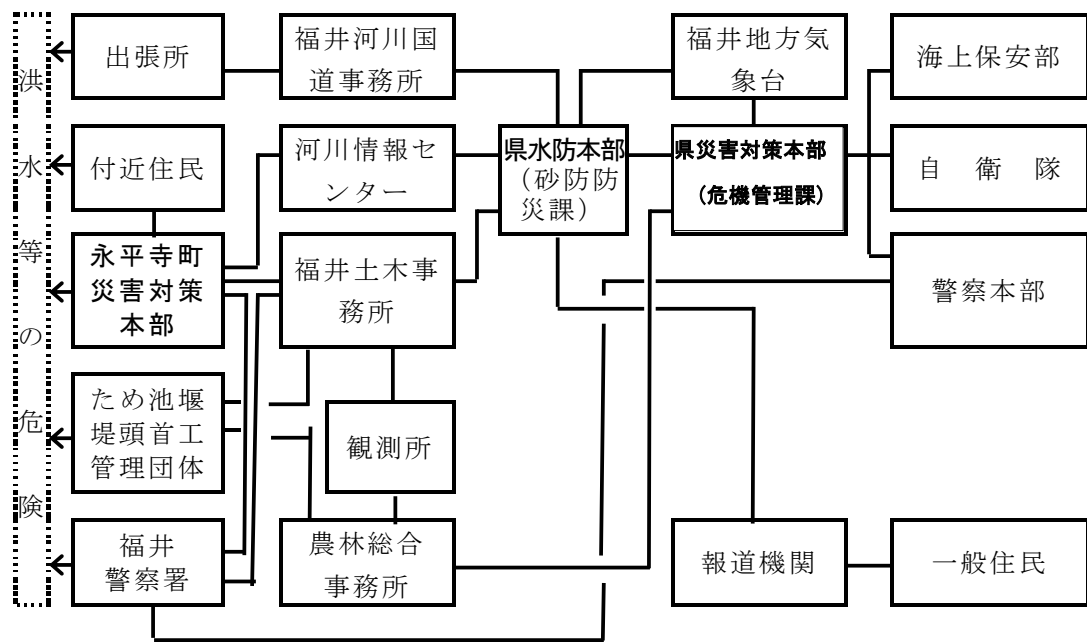 洪水等の危険
出張所
付近住民
永平寺町
災害対策
本部
ため池堰
堤頭首工
管理団体
福井
警察署
福井河川国
道事務所
河川情報セ
ンター
福井土木事
務所
観測所
農林総合
事務所
県水防本部
（砂防防
災課）
福井地方気
象台
県災害対策本部
(危機管理課)
報道機関
海上保安部
自 衛 隊
警察本部
一般住民